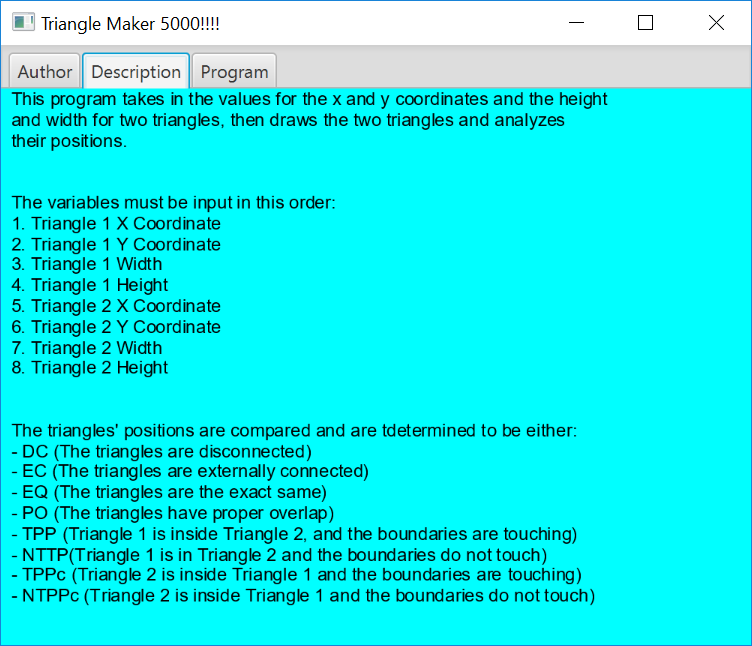 Triangle Maker 5000!!!!
Author Description Program
This program takes in the values for the x and y coordinates and the height
and width for two triangles, then draws the two triangles and analyzes
their positions.
The variables must be input in this order:
1. Triangle 1 X Coordinate
2. Triangle 1 Y Coordinate
3. Triangle 1 Width
4. Triangle 1 Height
5. Triangle 2 X Coordinate
6. Triangle 2 Y Coordinate
7. Triangle 2 Width
8. Triangle 2 Height
The triangles' positions are compared and are tdetermined to be either:
- DC (The triangles are disconnected)
- EC (The triangles are externally connected)
- EQ (The triangles are the exact same)
- PO (The triangles have proper overlap)
- TPP (Triangle 1 is inside Triangle 2, and the boundaries are touching)
- NTTP(Triangle 1 is in Triangle 2 and the boundaries do not touch)
- TPPc (Triangle 2 is inside Triangle 1 and the boundaries are touching)
- NTPPc (Triangle 2 is inside Triangle 1 and the boundaries do not touch)